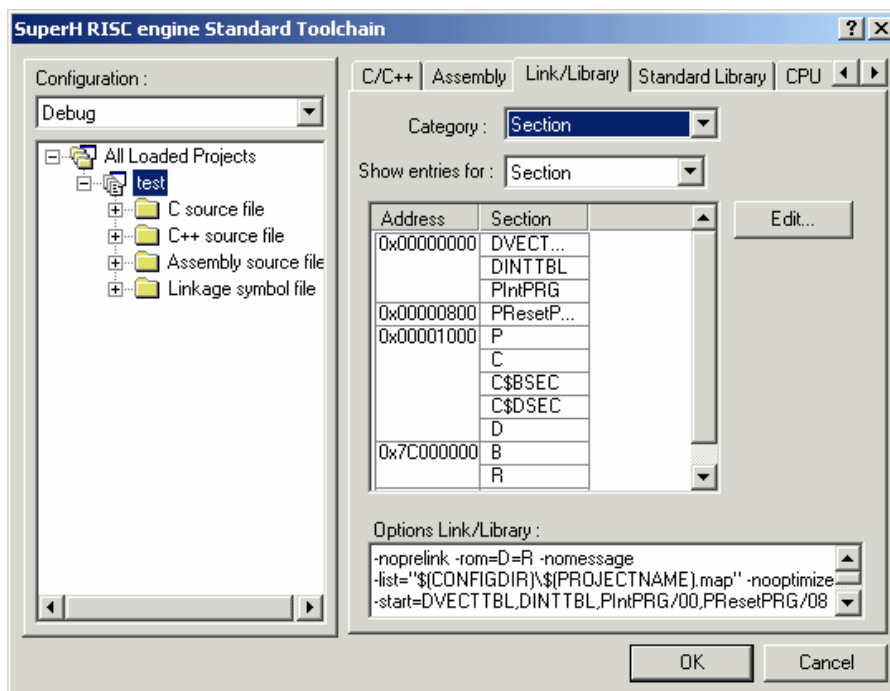 SuperH RISC engine Standard Toolchain
Configuration :
Debug
All Loaded Projects
test
C source file
C++ source file
Assembly source file
Linkage symbol file
C/C++ Assembly Link/Library Standard Library CPU
Category : Section
Show entries for : Section
Address Section
0x00000000 DVECT...
DINTTBL
PIntPRG
0x00000800 PResetP...
0x00001000 P
C
C$BSEC
C$DSEC
D
0x7C000000 B
R
Edit...
Options Link/Library :
-noprelink -rom=D=R -nomessage
-list="$(CONFIGDIR)\$(PROJECTNAME).map" -nooptimize
-start=DVECTTBL,DINTTBL,PIntPRG/00,PResetPRG/08
OK Cancel